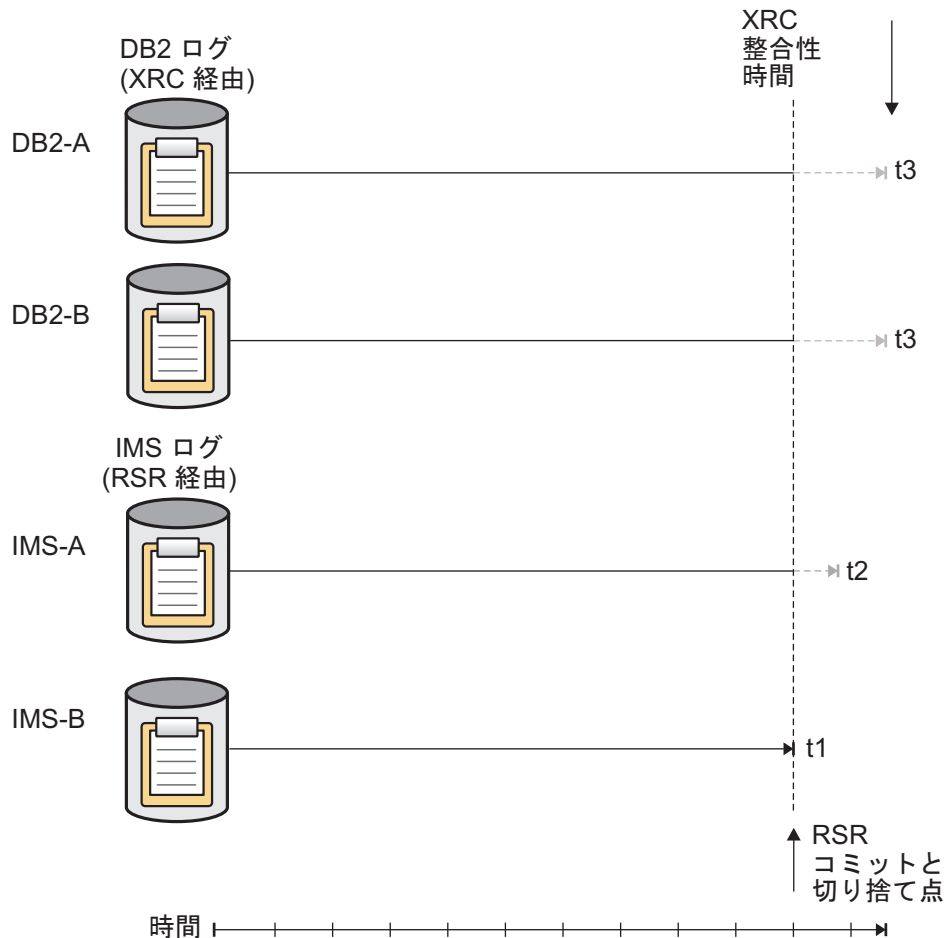 DB2 ログ
(XRC 経由)
XRC
整合性
時間
DB2-A
t3
DB2-B
t3
IMS ログ
(RSR 経由)
IMS-A
t2
IMS-B
t1
RSR
コミットと
切り捨て点
時間